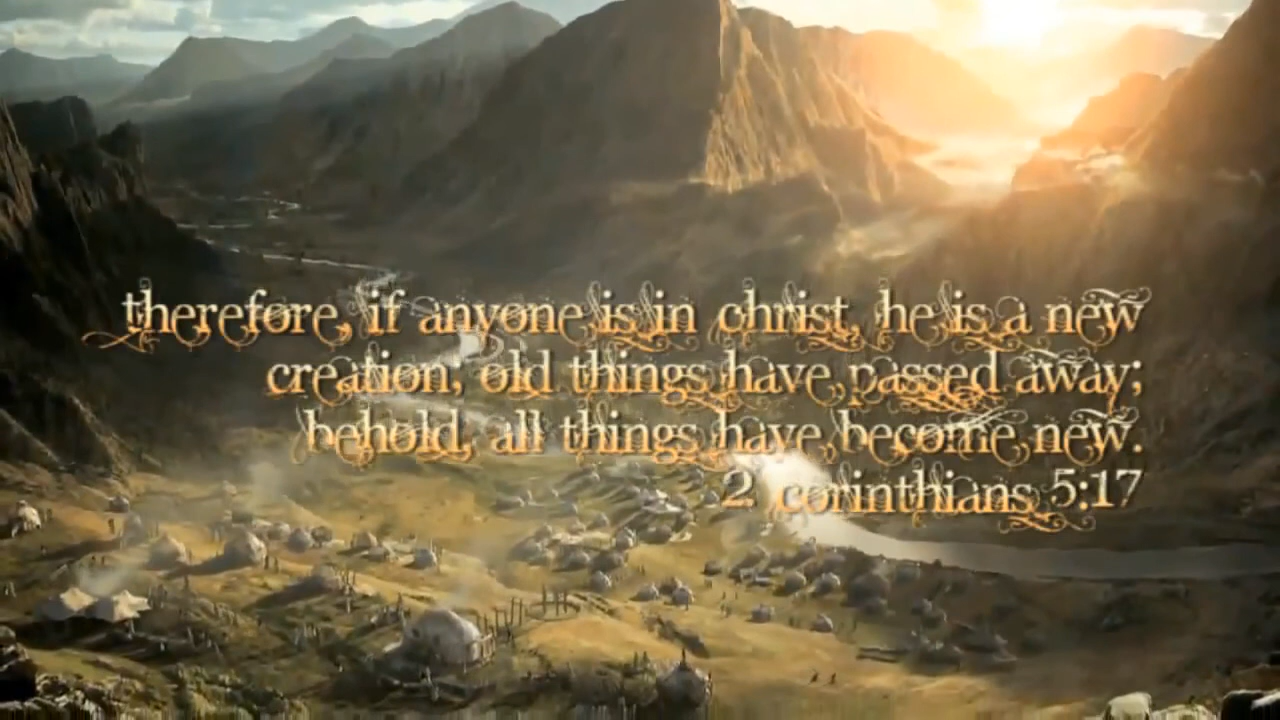 therefore, if anyone is in christ, he is a new
creation; old things have passed away;
behold, all things have become new.
2 corinthians 5:17